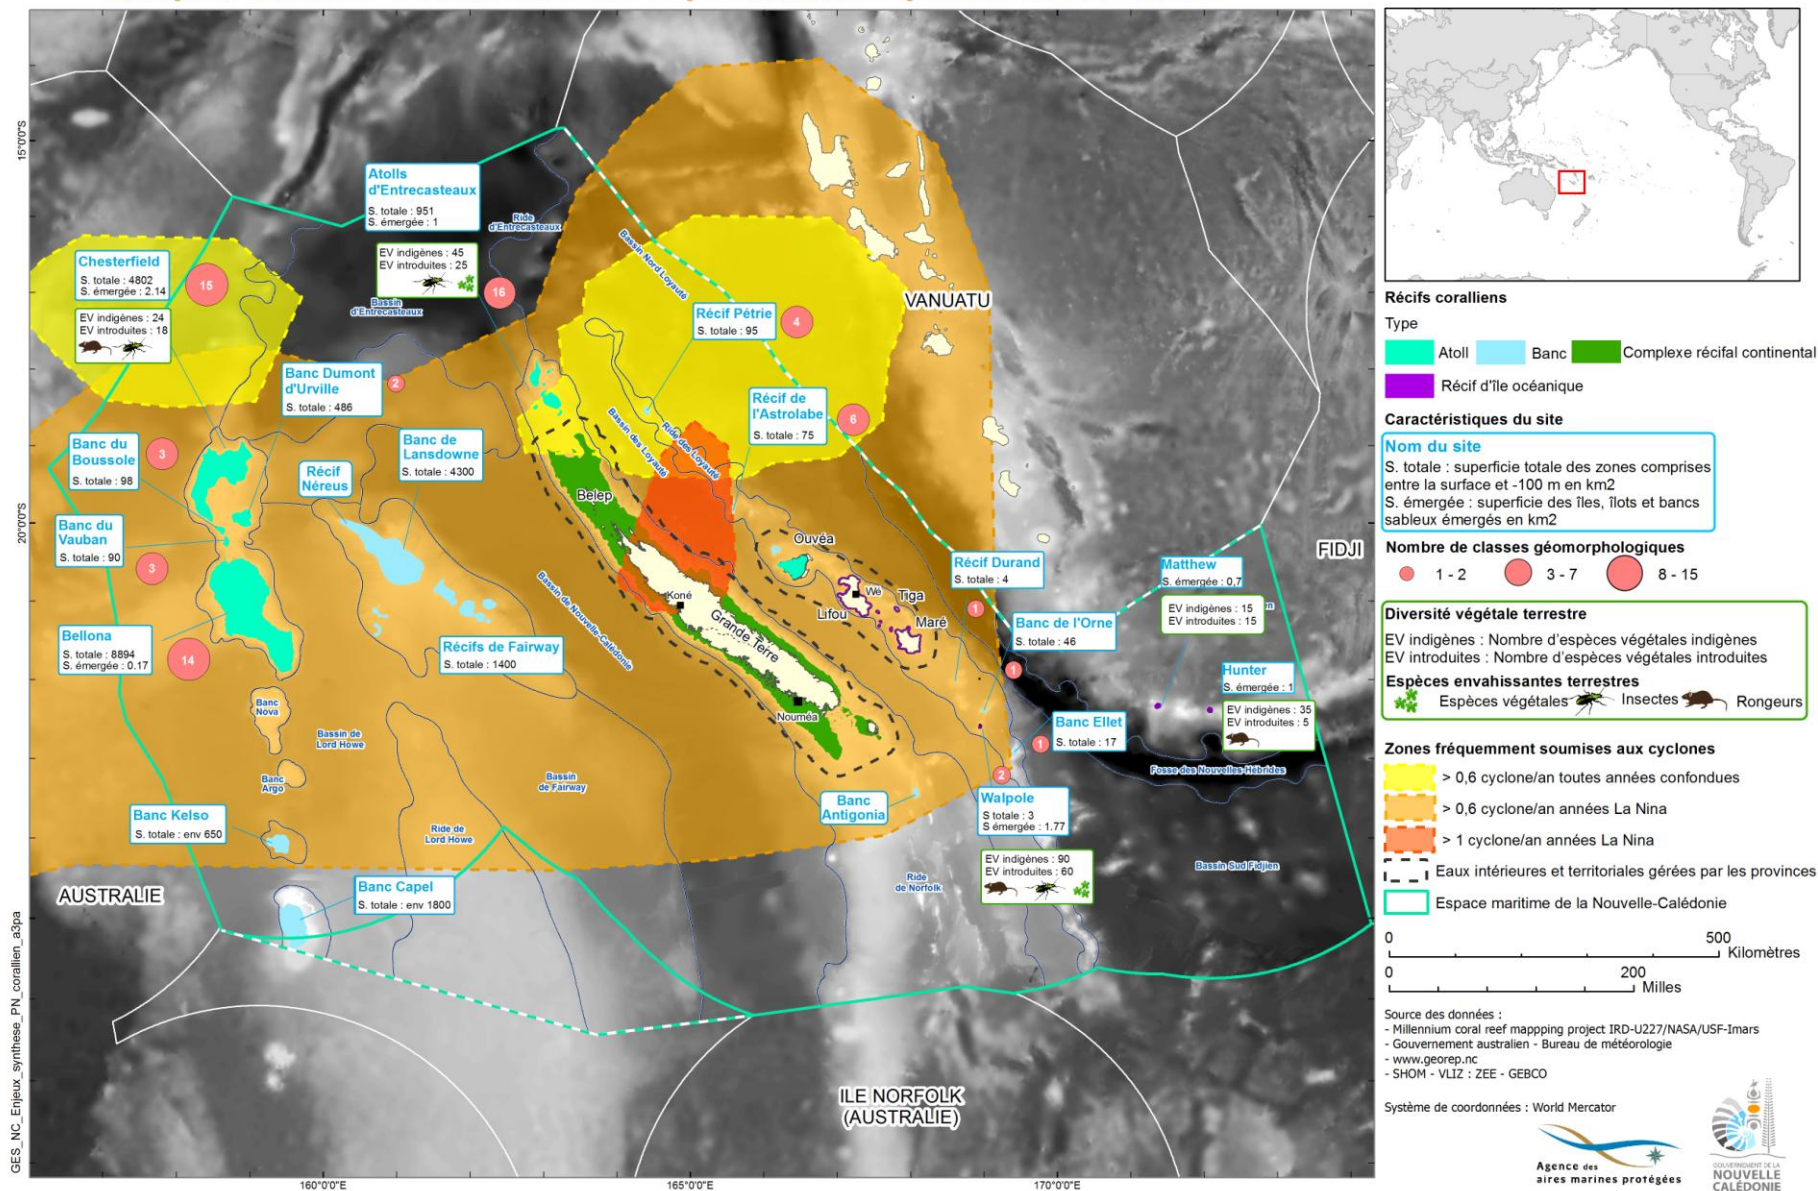 15°0'0"S
20°0'0"S
160°0'0"E
165°0'0"E
170°0'0"E
GES_NC_Enjeux_synthese_PN_corallien_a3pa
Atolls
d'Entrecasteaux
S. totale : 951
S. émergée : 1
EV indigènes : 45
EV introduites : 25
16
Ride
d'Entrecasteaux
Bassin
d'Entrecasteaux
Bassin Nord Loyauté
Chesterfield
S. totale : 4802
S. émergée : 2.14
15
EV indigènes : 24
EV introduites : 18
VANUATU
Récif Pétrie
S. totale : 95
4
Banc Dumont
d'Urville
S. totale : 486
2
Récif de
l'Astrolabe
S. totale : 75
6
Banc du
Boussole
S. totale : 98
3
Banc de
Lansdowne
S. totale : 4300
Récif
Néreus
Bassin des Loyauté
Ride des Loyauté
Belep
Banc du
Vauban
S. totale : 90
3
Ouvéa
Récif Durand
S. totale : 4
1
Matthew
S. émergée : 0,7
EV indigènes : 15
EV introduites : 15
FIDJI
Koné
Wé
Tiga
Lifou
Maré
Grande Terre
Bassin de Nouvelle-Calédonie
Banc de l'Orne
S. totale : 46
1
Bellona
S. totale : 8894
S. émergée : 0.17
14
Récifs de Fairway
S. totale : 1400
Hunter
S. émergée : 1
EV indigènes : 35
EV introduites : 5
Banc
Nova
Nouméa
Banc Ellet
S. totale : 17
1
Bassin de
Lord Howe
Banc
Argo
Bassin
de Fairway
Fosse des Nouvelles-Hébrides
2
Banc
Antigonia
Walpole
S totale : 3
S émergée : 1.77
EV indigènes : 90
EV introduites : 60
Banc Kelso
S. totale : env 650
Ride de
Lord Howe
Bassin Sud Fidjien
Ride
de Norfolk
AUSTRALIE
Banc Capel
S. totale : env 1800
ILE NORFOLK
(AUSTRALIE)
Récifs coralliens
Type
Atoll
Banc
Complexe récifal continental
Récif d'île océanique
Caractéristiques du site
Nom du site
S. totale : superficie totale des zones comprises
entre la surface et -100 m en km2
S. émergée : superficie des îles, îlots et bancs
sableux émergés en km2
Nombre de classes géomorphologiques
1 - 2
3 - 7
8 - 15
Diversité végétale terrestre
EV indigènes : Nombre d'espèces végétales indigènes
EV introduites : Nombre d'espèces végétales introduites
Espèces envahissantes terrestres
Espèces végétales
Insectes
Rongeurs
Zones fréquemment soumises aux cyclones
> 0,6 cyclone/an toutes années confondues
> 0,6 cyclone/an années La Nina
> 1 cyclone/an années La Nina
Eaux intérieures et territoriales gérées par les provinces
Espace maritime de la Nouvelle-Calédonie
0 500
Kilomètres
0 200
Milles
Source des données :
- Millennium coral reef mappping project IRD-U227/NASA/USF-Imars
- Gouvernement australien - Bureau de météorologie
- www.georep.nc
- SHOM - VLIZ : ZEE - GEBCO
Système de coordonnées : World Mercator
Agence des
aires marines protégées
GOUVERNEMENT DE LA
NOUVELLE
CALÉDONIE